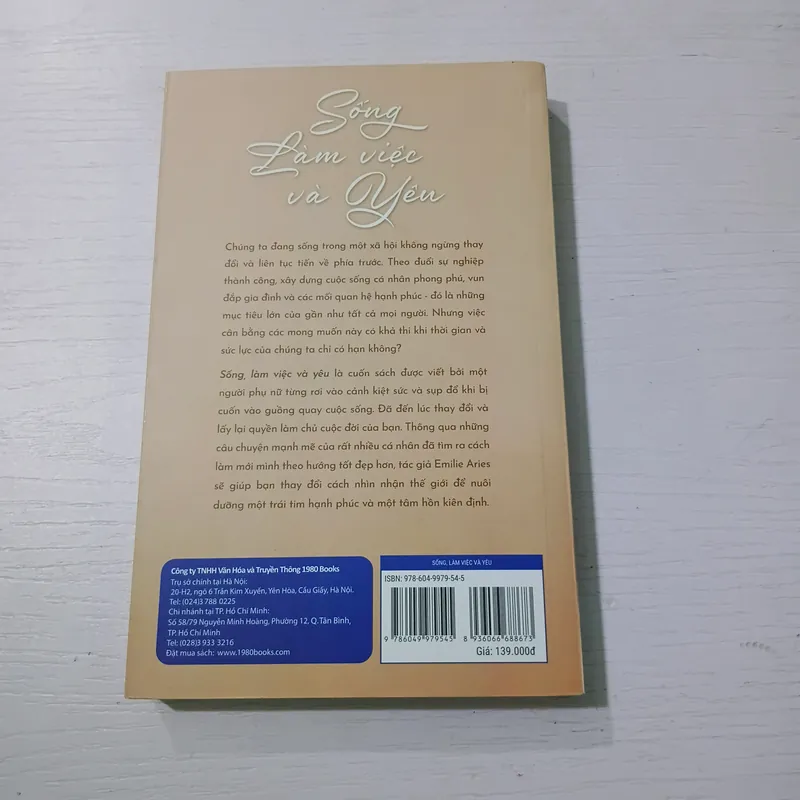 Sống
Làm việc
và Yêu
Chúng ta đang sống trong một xã hội không ngừng thay
đổi và liên tục tiến về phía trước. Theo đuổi sự nghiệp
thành công, xây dựng cuộc sống cá nhân phong phú, vun
đắp gia đình và các mối quan hệ hạnh phúc - đó là những
mục tiêu lớn của gần như tất cả mọi người. Nhưng việc
cân bằng các mong muốn này có khả thi khi thời gian và
sức lực của chúng ta chỉ có hạn không?
Sống, làm việc và yêu là cuốn sách được viết bởi một
người phụ nữ từng rơi vào cảnh kiệt sức và sụp đổ khi bị
cuốn vào guồng quay cuộc sống. Đã đến lúc thay đổi và
lấy lại quyền làm chủ cuộc đời của bạn. Thông qua những
câu chuyện mạnh mẽ của rất nhiều cá nhân đã tìm ra cách
làm mới mình theo hướng tốt đẹp hơn, tác giả Emilie Aries
sẽ giúp bạn thay đổi cách nhìn nhận thế giới để nuôi
dưỡng một trái tim hạnh phúc và một tâm hồn kiên định.
Công ty TNHH Văn Hóa và Truyền Thông 1980 Books
Trụ sở chính tại Hà Nội:
20-H2, ngõ 6 Trần Kim Xuyến, Yên Hòa, Cầu Giấy, Hà Nội.
Tel: (024)3 788 0225
Chi nhánh tại TP. Hồ Chí Minh:
Số 58/79 Nguyễn Minh Hoàng, Phường 12, Q.Tân Bình,
TP. Hồ Chí Minh
Tel: (028)3 933 3216
Đặt mua sách: www.1980books.com
SỐNG, LÀM VIỆC VÀ YÊU
ISBN: 978-604-9979-54-5
9 786049 979545
8 936066 688673
Giá: 139.000đ